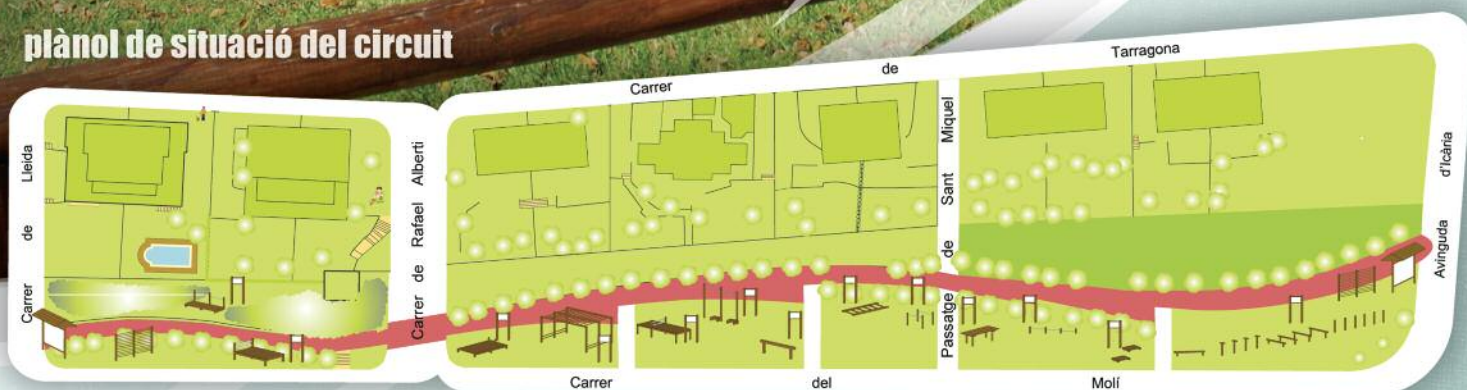 plànol de situació del circuit
Carrer de Tarragona
Carrer de Lleida
Carrer de Rafael Alberti
Passatge de Sant Miquel
Avinguda d'Icària
Carrer del Molí